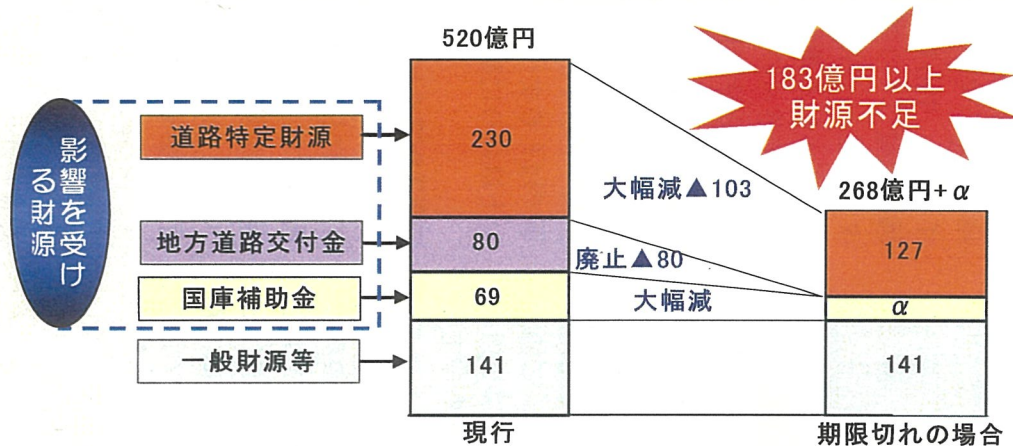 影響を受け
る財源
道路特定財源
地方道路交付金
国庫補助金
一般財源等
520億円
230
80
69
141
現行
大幅減▲103
廃止▲80
大幅減
183億円以上
財源不足
268億円+α
127
α
141
期限切れの場合